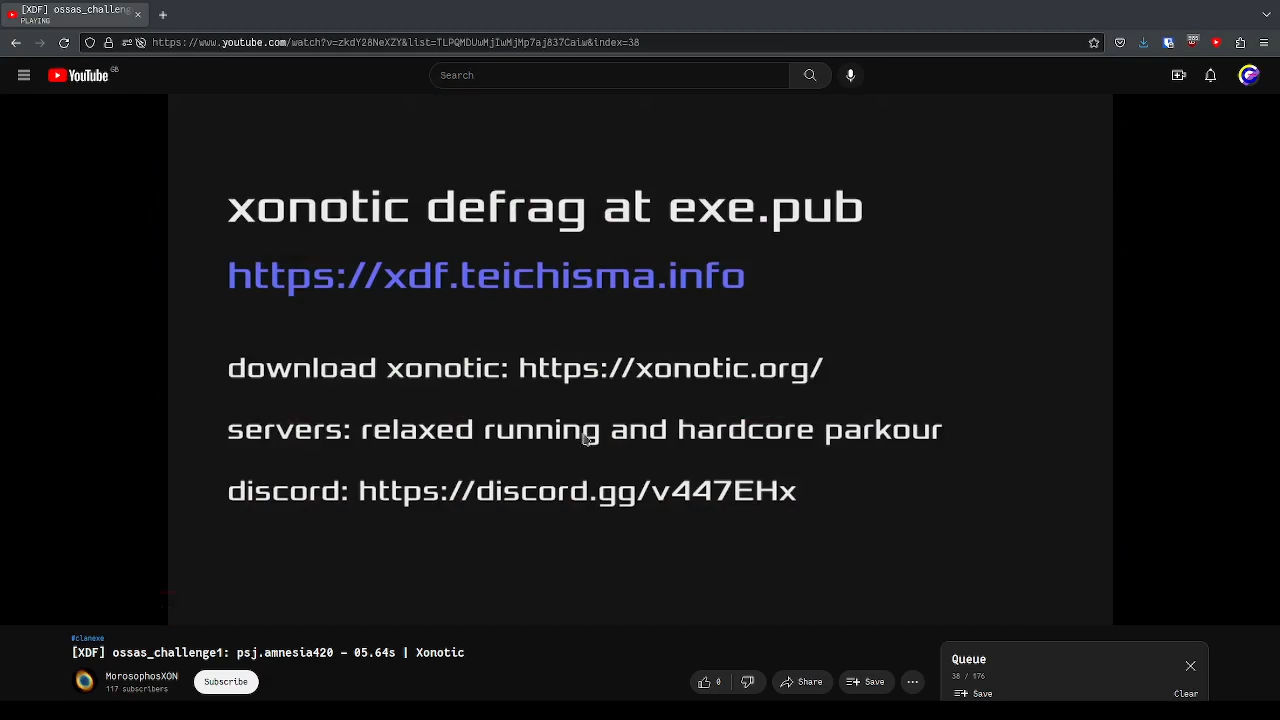 [XDF] ossas_challeng
PLAYING
https://www.youtube.com/watch?v=zkdY28NeXZY&list=TLPQMDUwMjIwMjMp7aj837Caiw&index=38
YouTube GB
Search
xonotic defrag at exe.pub
https://xdf.teichisma.info
download xonotic: https://xonotic.org/
servers: relaxed running and hardcore parkour
discord: https://discord.gg/v447EHx
#clanexe
[XDF] ossas_challenge1: psj.amnesia420 – 05.64s | Xonotic
MorosophosXON
117 subscribers
Subscribe
0
Share
Save
Queue
38 / 176
Save
Clear